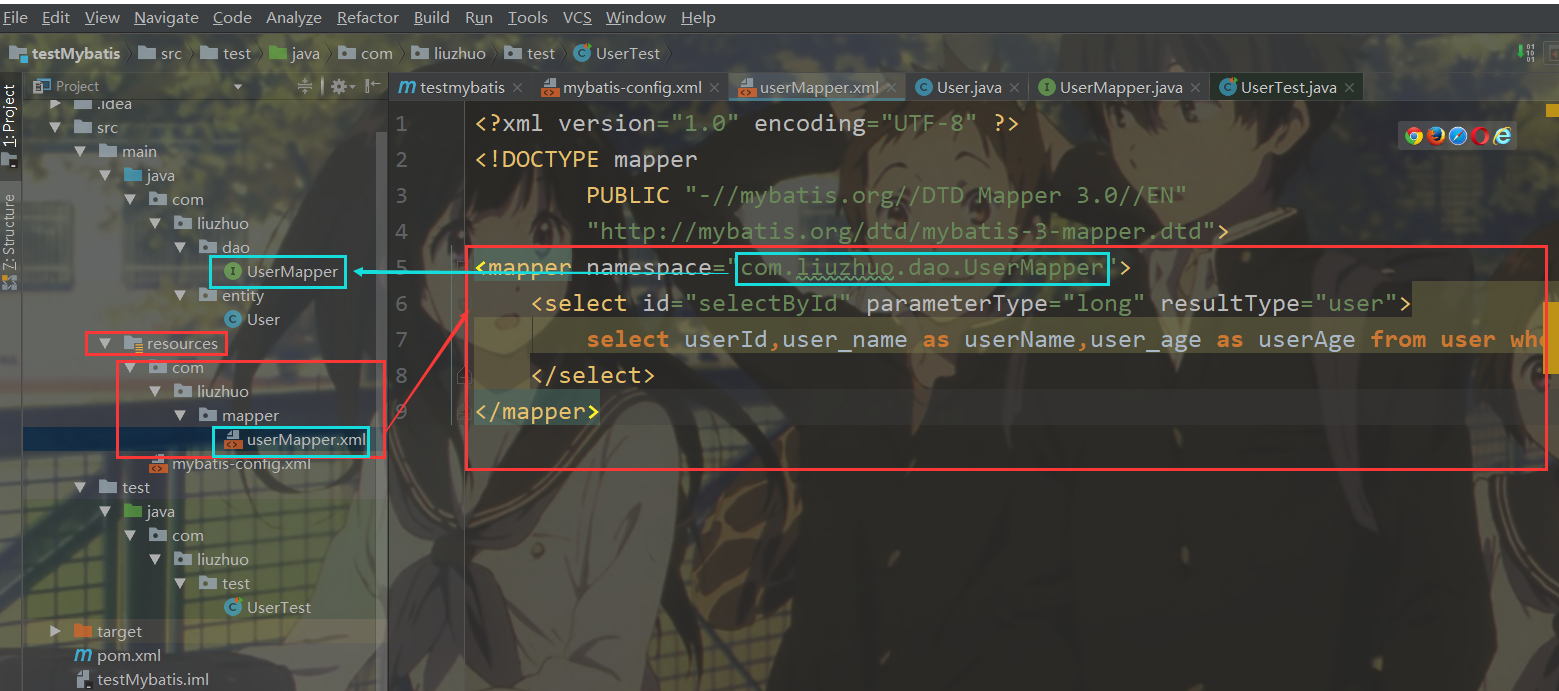 File Edit View Navigate Code Analyze Refactor Build Run Tools VCS Window Help
testMybatis src test java com liuzhuo test UserTest
1: Project
Z: Structure
Project
.idea
src
main
java
com
liuzhuo
dao
UserMapper
entity
User
resources
com
liuzhuo
mapper
userMapper.xml
mybatis-config.xml
test
java
com
liuzhuo
test
UserTest
target
pom.xml
testMybatis.iml
testmybatis mybatis-config.xml userMapper.xml User.java UserMapper.java UserTest.java
1 <?xml version="1.0" encoding="UTF-8" ?>
2 <!DOCTYPE mapper
3 PUBLIC "-//mybatis.org//DTD Mapper 3.0//EN"
4 "http://mybatis.org/dtd/mybatis-3-mapper.dtd">
5 <mapper namespace="com.liuzhuo.dao.UserMapper">
6 <select id="selectById" parameterType="long" resultType="user">
7 select userId,user_name as userName,user_age as userAge from user
8 </select>
9 </mapper>